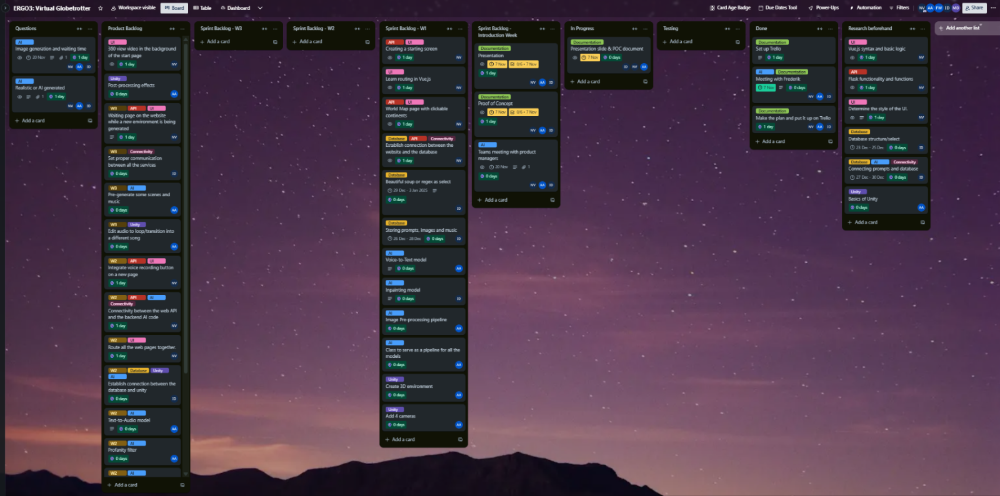 ERGO3: Virtual Globetrotter
Workspace visible
Board
Table
Dashboard
Card Age Badge
Due Dates Tool
Power-Ups
Automation
Filters
NV AA FW ID MD
Share
Questions
AI
Image generation and waiting time
20 Nov 1 1 day
NV AA ID
AI
Realistic or AI generated
1 1 day
NV AA ID
+ Add a card
Product Backlog
UI
360 view video in the background
of the start page
1 day NV
Unity
Post-processing effects
0 days AA
W3 API UI
Waiting page on the website
while a new environment is being
generated
1 day NV
W3 Connectivity
Set proper communication
between all the services
0 days ID
W3 AI
Pre-generate some scenes and
music
0 days AA
W3 Unity
Edit audio to loop/transition into
a different song
0 days AA
W2 API UI
Integrate voice recording button
on a new page
1 day NV
W2 API AI
Connectivity
Connectivity between the web API
and the backend AI code
1 day NV
W2 UI
Route all the web pages together.
1 day NV
W2 Database Unity
AI
Establish connection between the
database and unity
0 days ID
W2 AI
Text-to-Audio model
0 days AA
W2 AI
Profanity filter
0 days AA
W2 AI
+ Add a card
Sprint Backlog - W3
+ Add a card
Sprint Backlog - W2
+ Add a card
Sprint Backlog - W1
API UI
Creating a starting screen
1 day NV
UI
Learn routing in Vue.js
1 day NV
API UI
World Map page with clickable
continents
1 day NV
Database API Connectivity
Establish connection between the
website and the database
1 day NV
Database
Beautiful soup or regex as select
29 Dec - 3 Jan 2025
0 days
ID
Database
Storing prompts, images and music
26 Dec - 28 Dec 0 days ID
AI
Voice-to-Text model
0 days AA
AI
Inpainting model
0 days ID
AI
Image Pre-processing pipeline
0 days AA
AI
Class to serve as a pipeline for all the
models
0 days AA
Unity
Create 3D environment
0 days AA
Unity
Add 4 cameras
0 days AA
+ Add a card
Sprint Backlog -
Introduction Week
Documentation
Presentation
7 Nov 0/6 • 7 Nov
1 day
NV AA ID
Documentation
Proof of Concept
7 Nov 0/6 • 7 Nov
1 day
NV AA ID
AI
Teams meeting with product
managers
20 Nov 1
0 days
NV AA ID
+ Add a card
In Progress
Documentation
Presentation slide & POC document
7 Nov 0 days
ID NV AA
+ Add a card
Testing
+ Add a card
Done
Documentation
Set up Trello
1 day
AI Documentation
Meeting with Frederik
7 Nov 0 days
NV AA ID
Documentation
Make the plan and put it up on Trello
1 day NV AA ID
+ Add a card
Research beforehand
UI
Vue.js syntax and basic logic
1 day NV
API
Flask functionality and functions
1 day NV
UI
Determine the style of the UI.
1 day NV
Database
Database structure/select
23 Dec - 25 Dec 0 days ID
Database AI Connectivity
Connecting prompts and database
27 Dec - 30 Dec 0 days ID
Unity
Basics of Unity
0 days AA
+ Add a card
+ Add another list